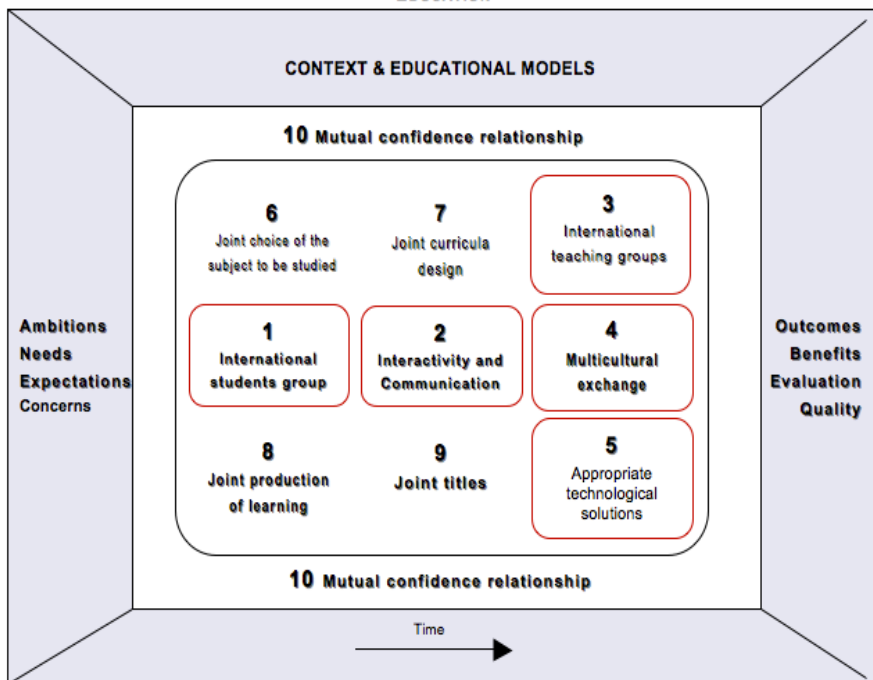 CONTEXT & EDUCATIONAL MODELS
10 Mutual confidence relationship
6
Joint choice of the
subject to be studied
7
Joint curricula
design
3
International
teaching groups
Ambitions
Needs
Expectations
Concerns
1
International
students group
2
Interactivity and
Communication
4
Multicultural
exchange
Outcomes
Benefits
Evaluation
Quality
8
Joint production
of learning
9
Joint titles
5
Appropriate
technological
solutions
10 Mutual confidence relationship
Time